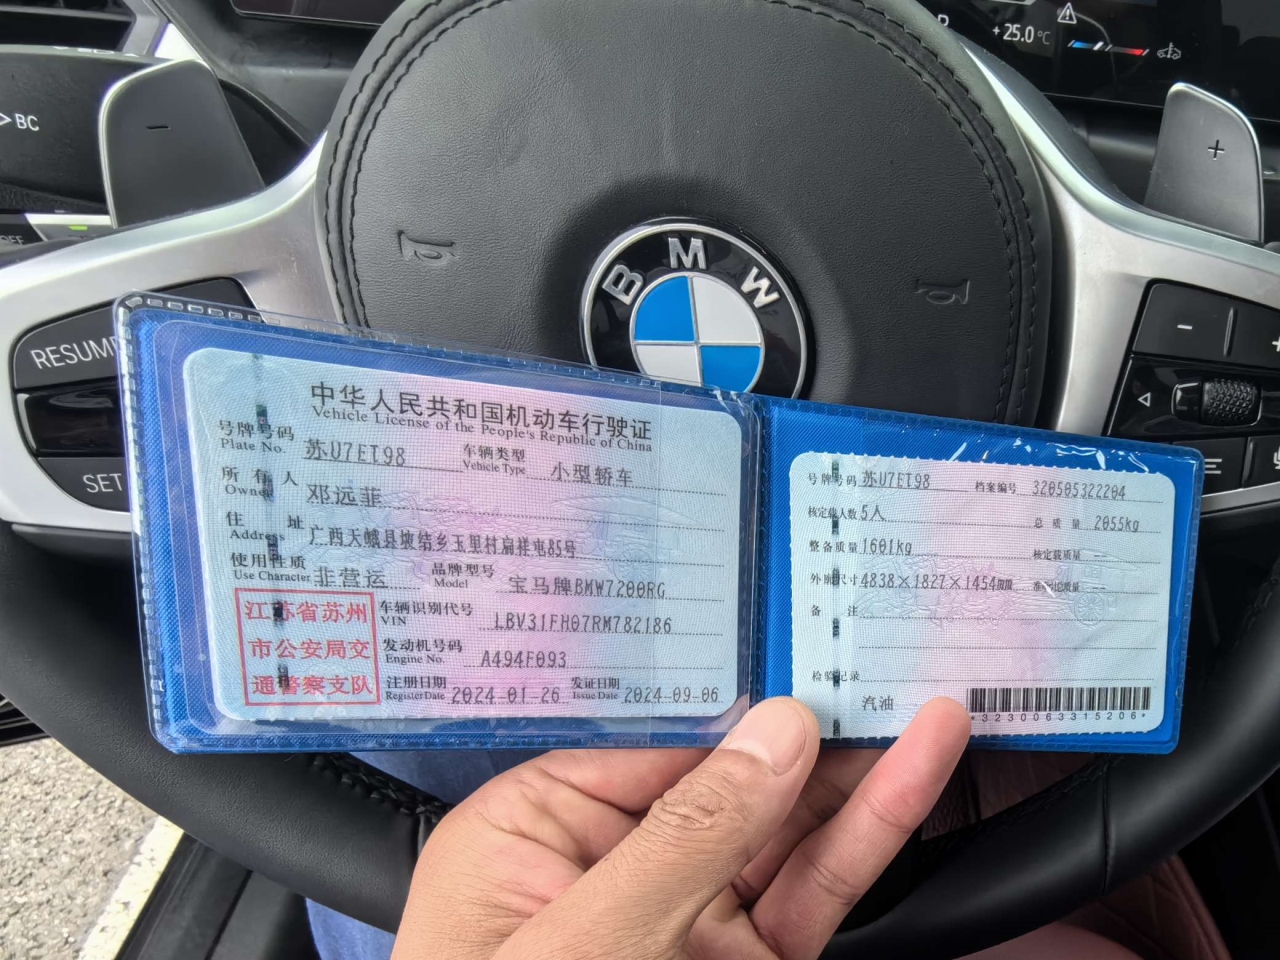 P
+25.0°C
>BC
−
+
BMW
RESUME
SET
−
+
中华人民共和国机动车行驶证
Vehicle License of the People's Republic of China
号牌号码 苏U7ET98 车辆类型 小型轿车
Plate No. Vehicle Type
所有人 邓远菲
Owner
住址 广西天峨县坡结乡玉里村扁祥屯85号
Address
使用性质 非营运 品牌型号 宝马牌BMW7200RG
Use Character Model
江苏省苏州
市公安局交
通警察支队
车辆识别代号 LBV31FH07RM782186
VIN
发动机号码 A494F093
Engine No.
注册日期 2024-01-26 发证日期 2024-09-06
Register Date Issue Date
号牌号码 苏U7ET98 档案编号 320505322204
核定载人数 5人 总质量 2055kg
整备质量 1601kg 核定载质量 --
外廓尺寸 4838×1827×1454mm 准牵引总质量 --
备注
检验记录
汽油
*3230063315206*